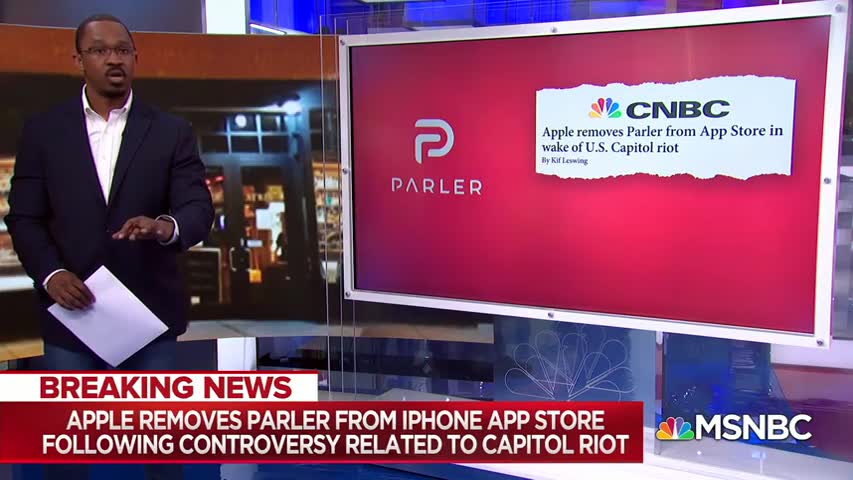 PARLER
CNBC
Apple removes Parler from App Store in
wake of U.S. Capitol riot
By Kif Leswing
BREAKING NEWS
APPLE REMOVES PARLER FROM IPHONE APP STORE
FOLLOWING CONTROVERSY RELATED TO CAPITOL RIOT
MSNBC